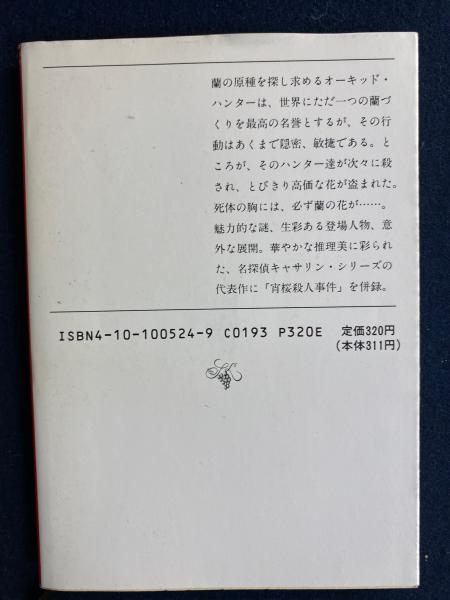 蘭の原種を探し求めるオーキッド・
ハンターは、世界にただ一つの蘭づ
くりを最高の名誉とするが、その行
動はあくまで隠密、敏捷である。と
ころが、そのハンター達が次々に殺
され、とびきり高価な花が盗まれた。
死体の胸には、必ず蘭の花が……。
魅力的な謎、生彩ある登場人物、意
外な展開。華やかな推理美に彩られ
た、名探偵キャサリン・シリーズの
代表作に「宵桜殺人事件」を併録。
ISBN4-10-100524-9 C0193 P320E 定価320円
(本体311円)